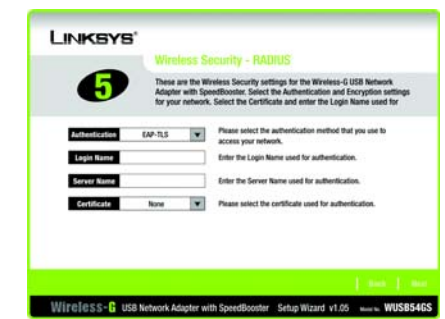 LINKSYS®
Wireless Security - RADIUS
5
These are the Wireless Security settings for the Wireless-G USB Network
Adapter with SpeedBooster. Select the Authentication and Encryption settings
for your network. Select the Certificate and enter the Login Name used for
Authentication EAP-TLS Please select the authentication method that you use to
access your network.
Login Name Enter the Login Name used for authentication.
Server Name Enter the Server Name used for authentication.
Certificate None Please select the certificate used for authentication.
Back Next
Wireless-G USB Network Adapter with SpeedBooster Setup Wizard v1.05 Model No. WUSB54GS